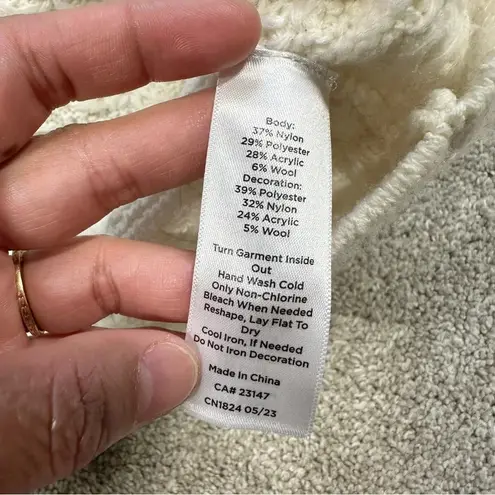 Body:
37% Nylon
29% Polyester
28% Acrylic
6% Wool
Decoration:
39% Polyester
32% Nylon
24% Acrylic
5% Wool
Turn Garment Inside
Out
Hand Wash Cold
Only Non-Chlorine
Bleach When Needed
Reshape, Lay Flat To
Dry
Cool Iron, If Needed
Do Not Iron Decoration
Made in China
CA# 23147
CN1824 05/23